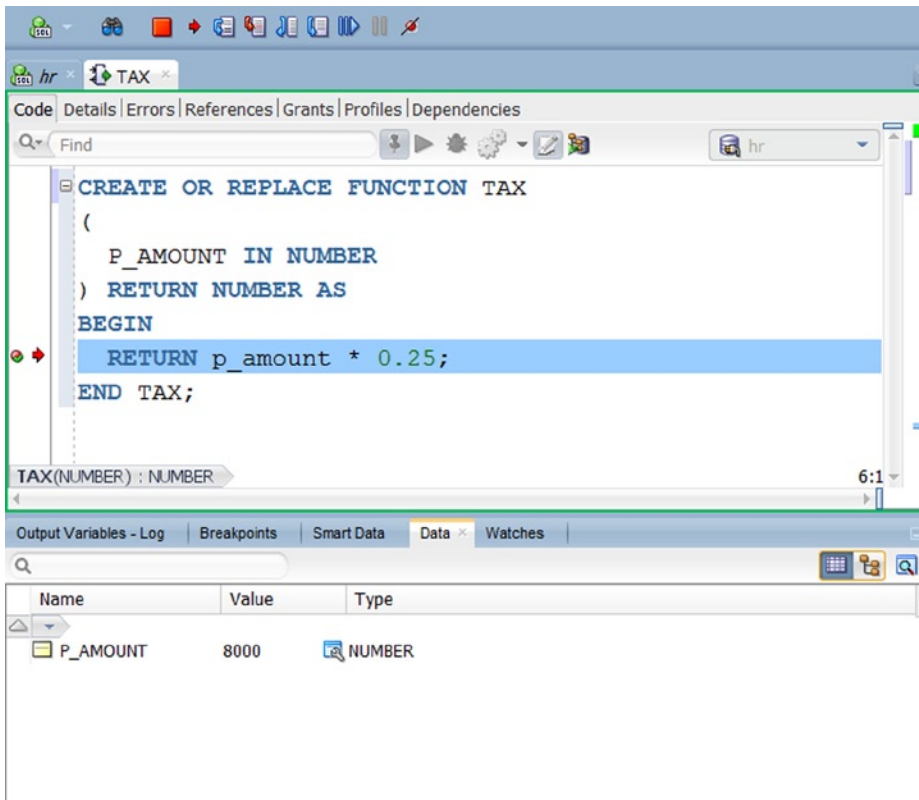 SQL
SQL hr TAX
Code Details Errors References Grants Profiles Dependencies
Find hr
CREATE OR REPLACE FUNCTION TAX
(
P_AMOUNT IN NUMBER
) RETURN NUMBER AS
BEGIN
RETURN p_amount * 0.25;
END TAX;
TAX(NUMBER) : NUMBER 6:1
Output Variables - Log Breakpoints Smart Data Data Watches
Name Value Type
P_AMOUNT 8000 NUMBER